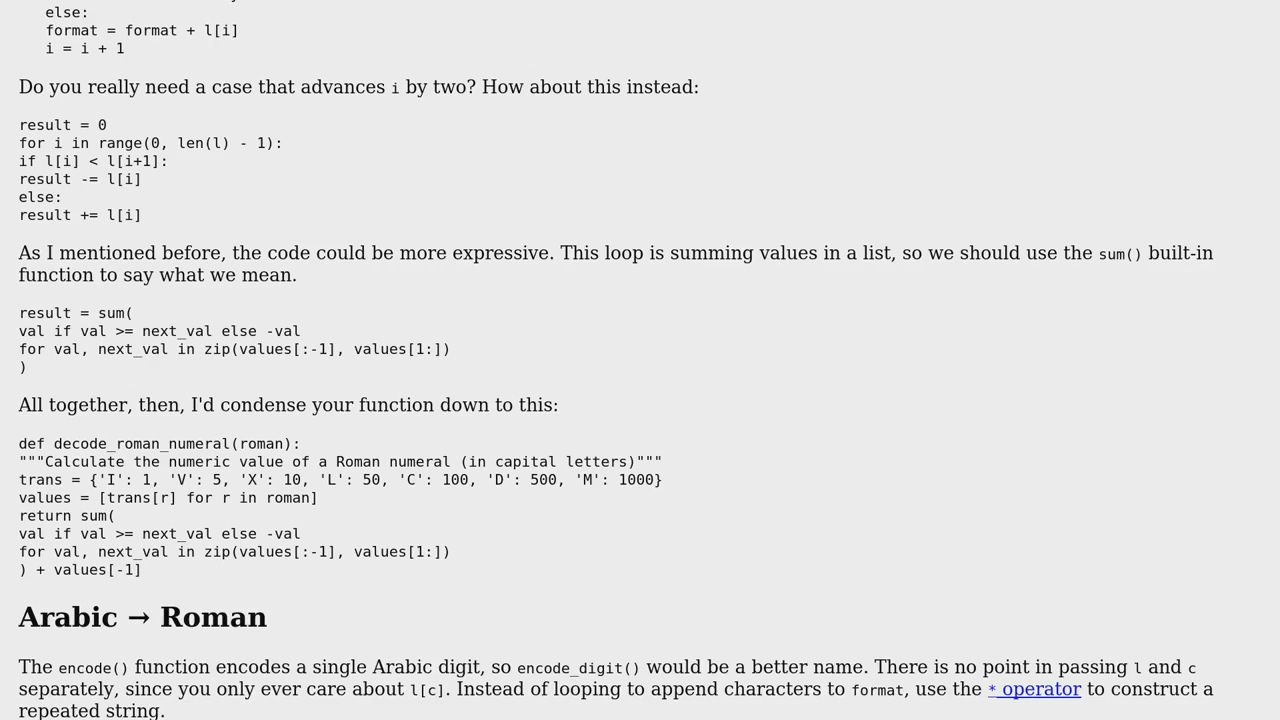 else:
format = format + l[i]
i = i + 1
Do you really need a case that advances i by two? How about this instead:
result = 0
for i in range(0, len(l) - 1):
if l[i] < l[i+1]:
result -= l[i]
else:
result += l[i]
As I mentioned before, the code could be more expressive. This loop is summing values in a list, so we should use the sum() built-in
function to say what we mean.
result = sum(
val if val >= next_val else -val
for val, next_val in zip(values[:-1], values[1:])
)
All together, then, I'd condense your function down to this:
def decode_roman_numeral(roman):
"""Calculate the numeric value of a Roman numeral (in capital letters)"""
trans = {'I': 1, 'V': 5, 'X': 10, 'L': 50, 'C': 100, 'D': 500, 'M': 1000}
values = [trans[r] for r in roman]
return sum(
val if val >= next_val else -val
for val, next_val in zip(values[:-1], values[1:])
) + values[-1]
Arabic → Roman
The encode() function encodes a single Arabic digit, so encode_digit() would be a better name. There is no point in passing l and c
separately, since you only ever care about l[c]. Instead of looping to append characters to format, use the * operator to construct a
repeated string.